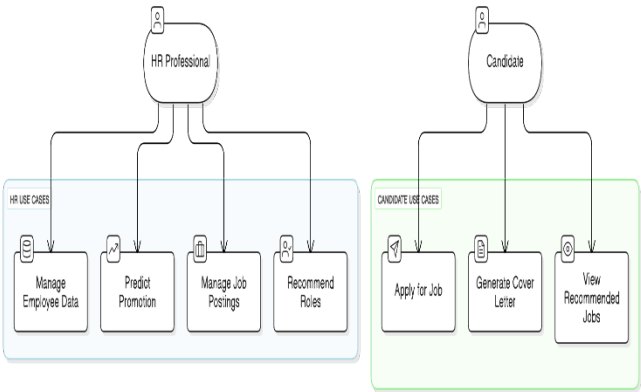 HR Professional
Candidate
HR USE CASES
CANDIDATE USE CASES
Manage
Employee Data
Predict
Promotion
Manage Job
Postings
Recommend
Roles
Apply for Job
Generate Cover
Letter
View
Recommended
Jobs